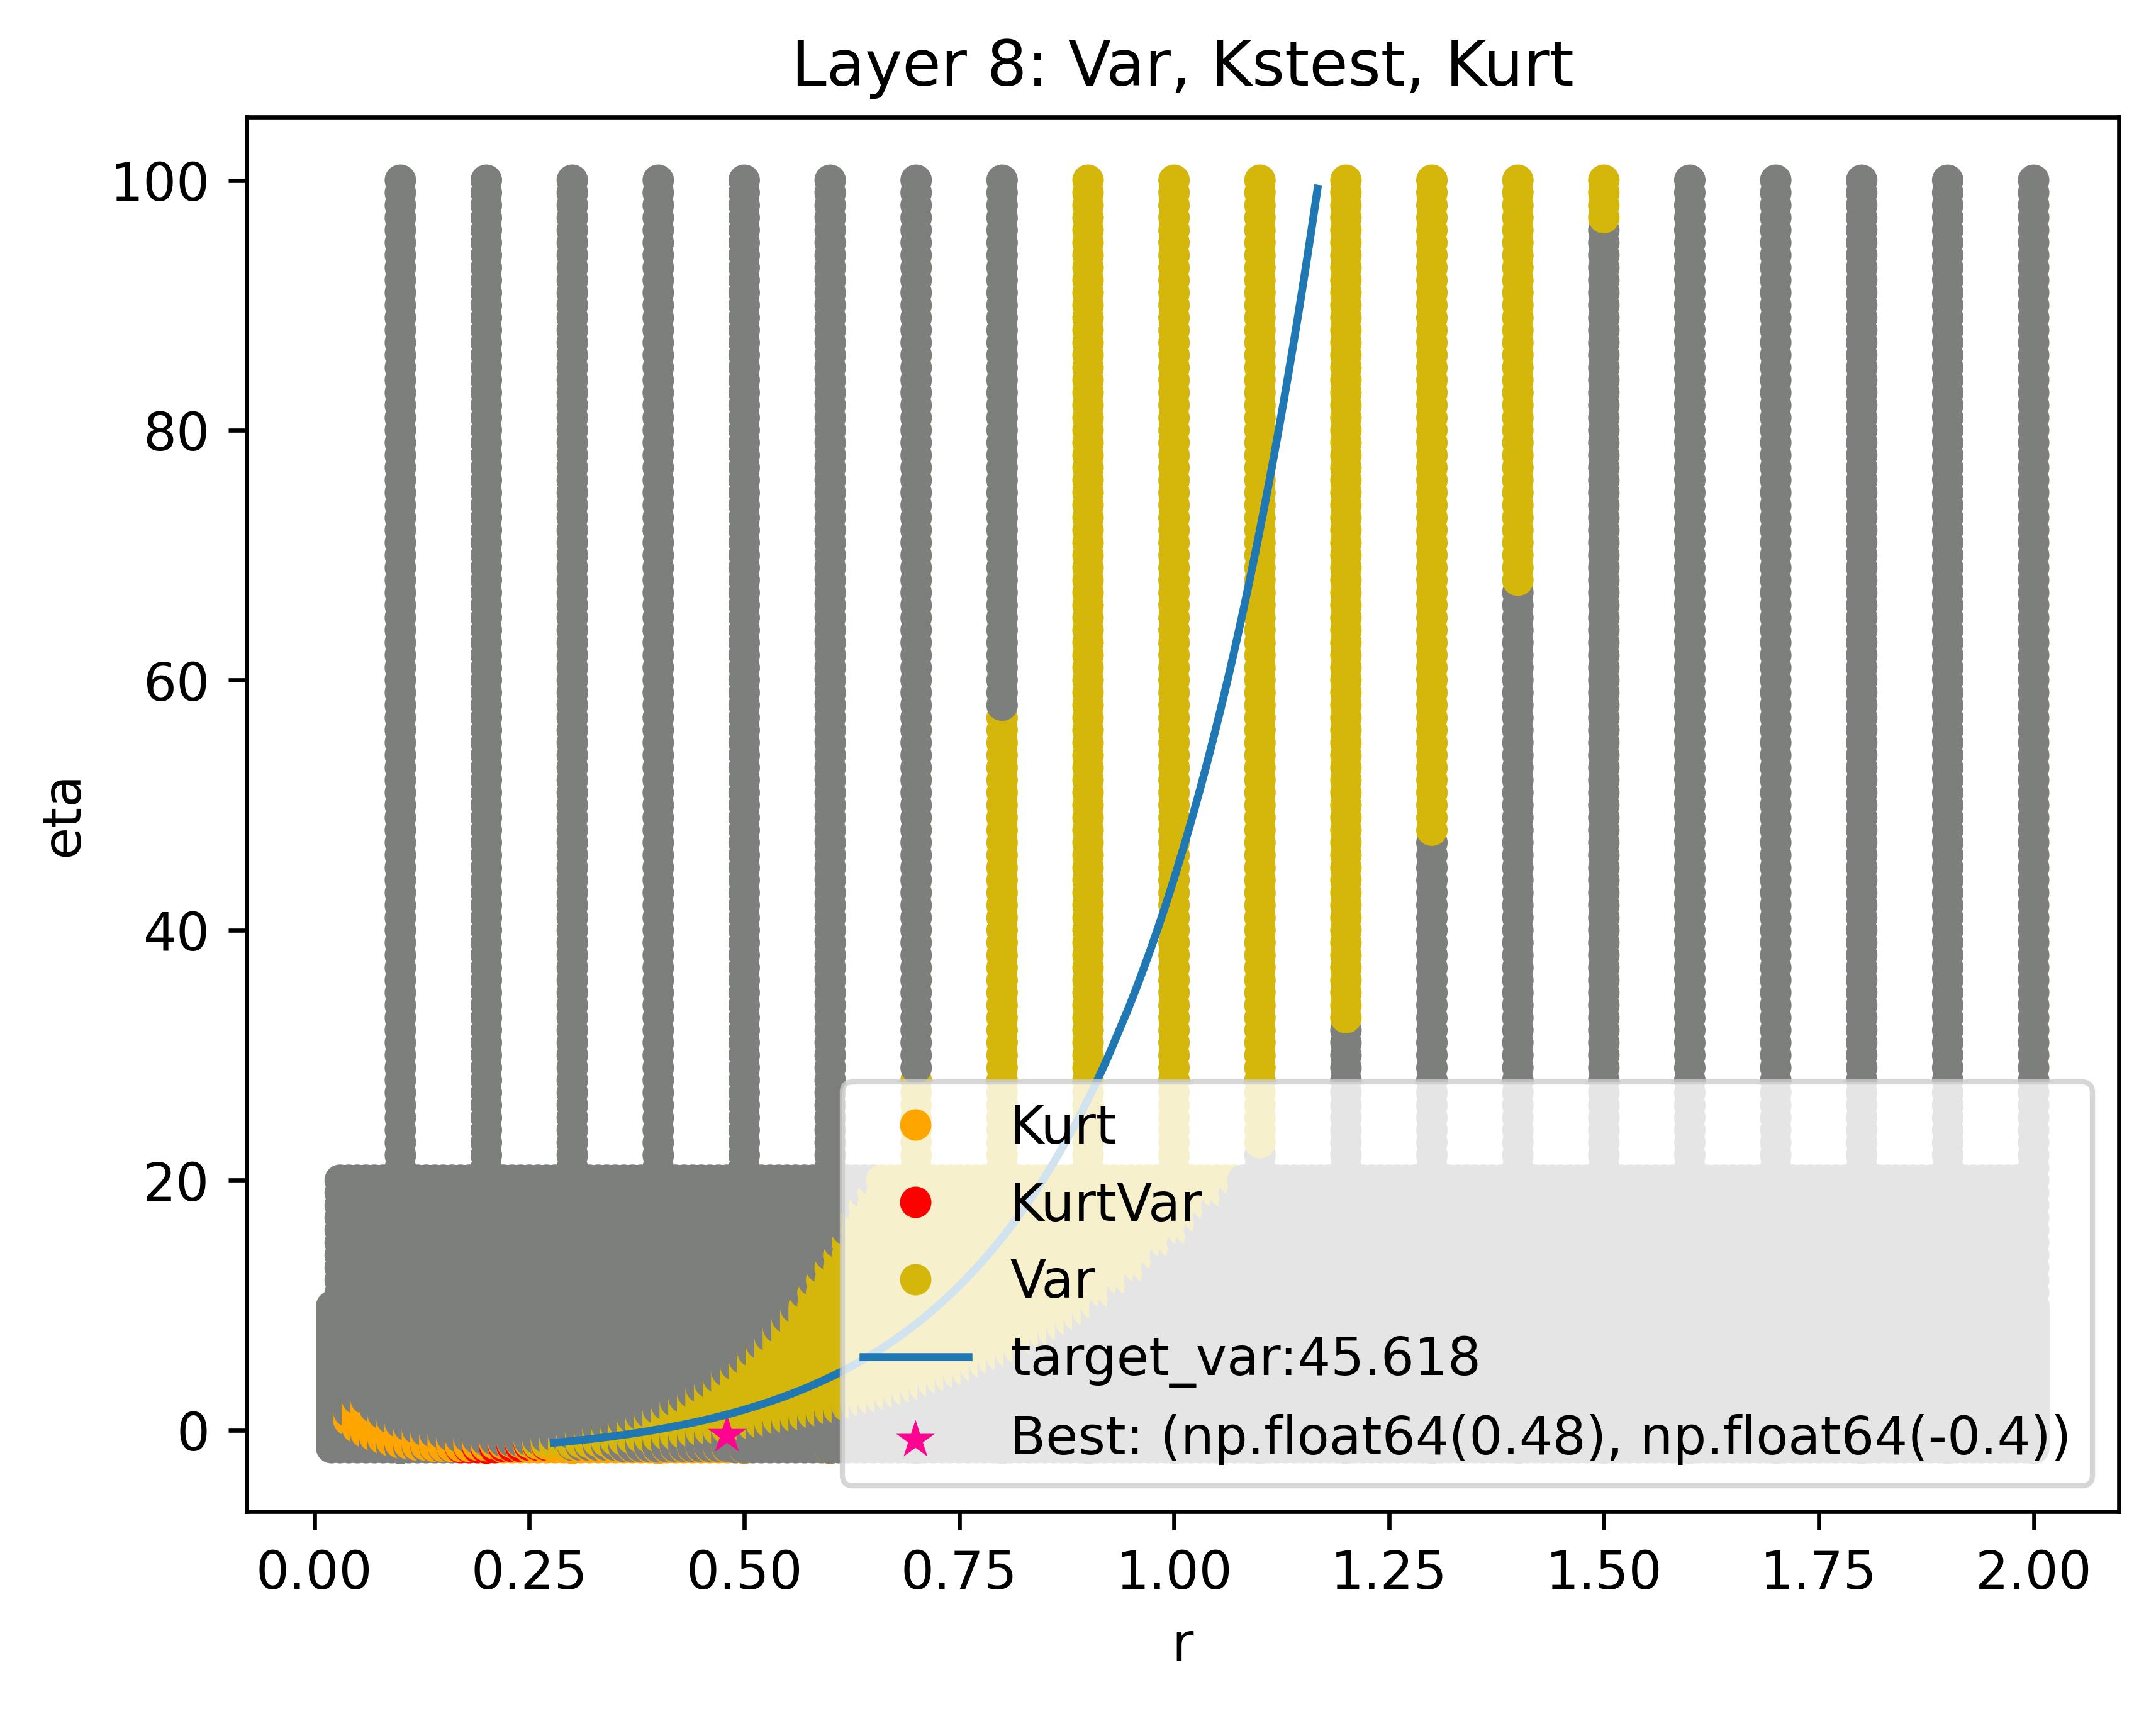 Layer 8: Var, Kstest, Kurt
100
80
60
40
20
0
eta
Kurt
KurtVar
Var
target_var:45.618
Best: (np.float64(0.48), np.float64(-0.4))
0.00 0.25 0.50 0.75 1.00 1.25 1.50 1.75 2.00
r